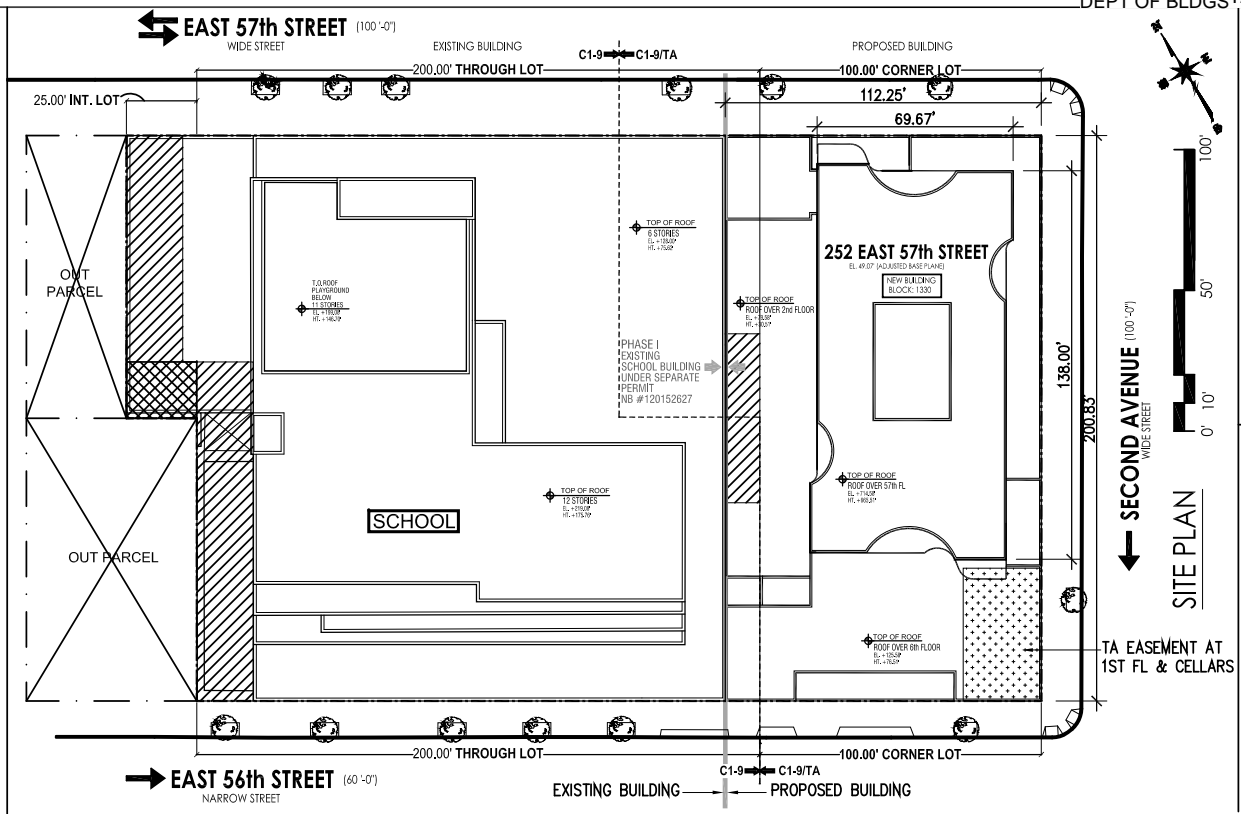 DEPT OF BLDGS
EAST 57th STREET (100 '-0")
WIDE STREET
EXISTING BUILDING
C1-9
C1-9/TA
PROPOSED BUILDING
200.00' THROUGH LOT
100.00' CORNER LOT
25.00' INT. LOT
112.25'
69.67'
100'
50'
10'
0'
OUT
PARCEL
T.O.ROOF
PLAYGROUND
BELOW
11 STORIES
TOP OF ROOF
6 STORIES
EL. +128.00'
252 EAST 57th STREET
EL. 49.07' (ADJUSTED BASE PLANE)
NEW BUILDING
BLOCK: 1330
TOP OF ROOF
ROOF OVER 2nd FLOOR
PHASE I
EXISTING
SCHOOL BUILDING
UNDER SEPARATE
PERMIT
NB #120152627
138.00'
200.83'
SECOND AVENUE (100 '-0")
WIDE STREET
TOP OF ROOF
ROOF OVER 57th FL
TOP OF ROOF
12 STORIES
SCHOOL
OUT PARCEL
SITE PLAN
TOP OF ROOF
ROOF OVER 6th FLOOR
TA EASEMENT AT
1ST FL & CELLARS
200.00' THROUGH LOT
100.00' CORNER LOT
C1-9
C1-9/TA
EAST 56th STREET (60 '-0")
NARROW STREET
EXISTING BUILDING
PROPOSED BUILDING